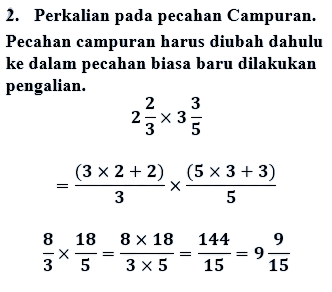 2. Perkalian pada pecahan Campuran.
Pecahan campuran harus diubah dahulu
ke dalam pecahan biasa baru dilakukan
pengalian.
2 2/3 × 3 3/5
= (3 × 2 + 2)/3 × (5 × 3 + 3)/5
8/3 × 18/5 = 8 × 18/3 × 5 = 144/15 = 9 9/15